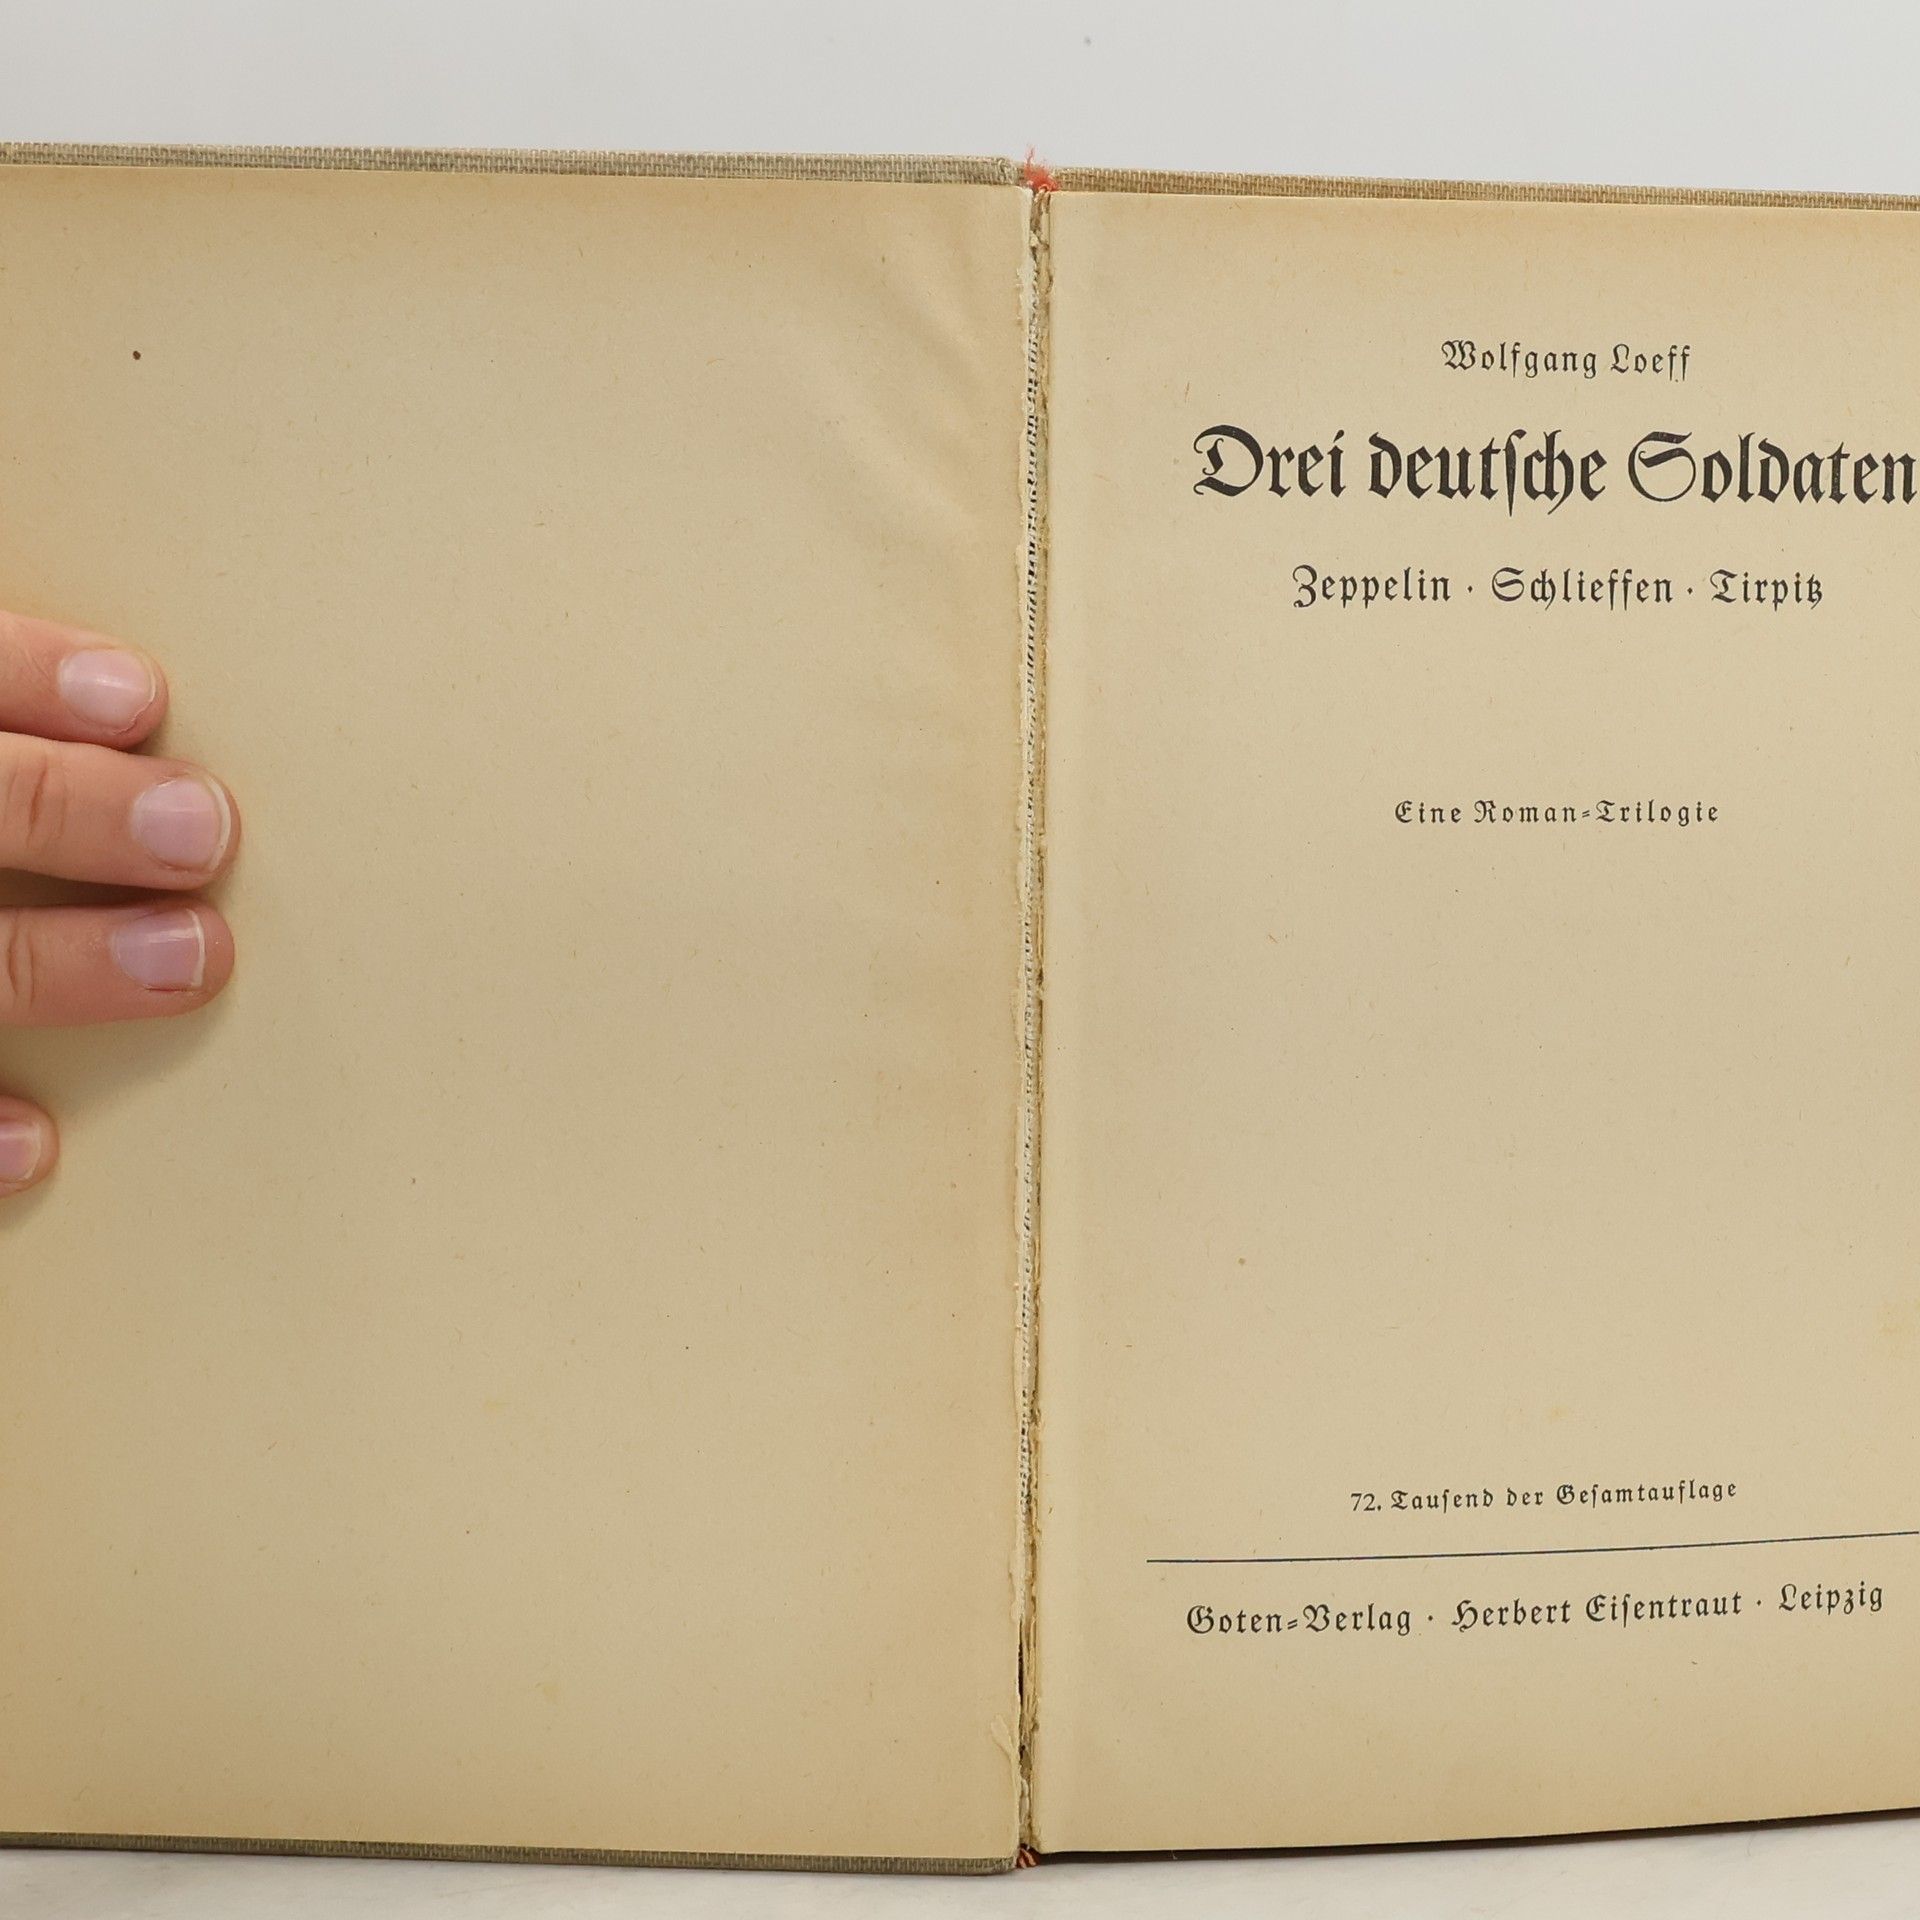 Wolfgang Loeff
Drei deutſche Soldaten
Zeppelin · Schlieffen · Tirpitz
Eine Roman-Trilogie
72. Tauſend der Geſamtauflage
Goten-Verlag · Herbert Eiſentraut · Leipzig